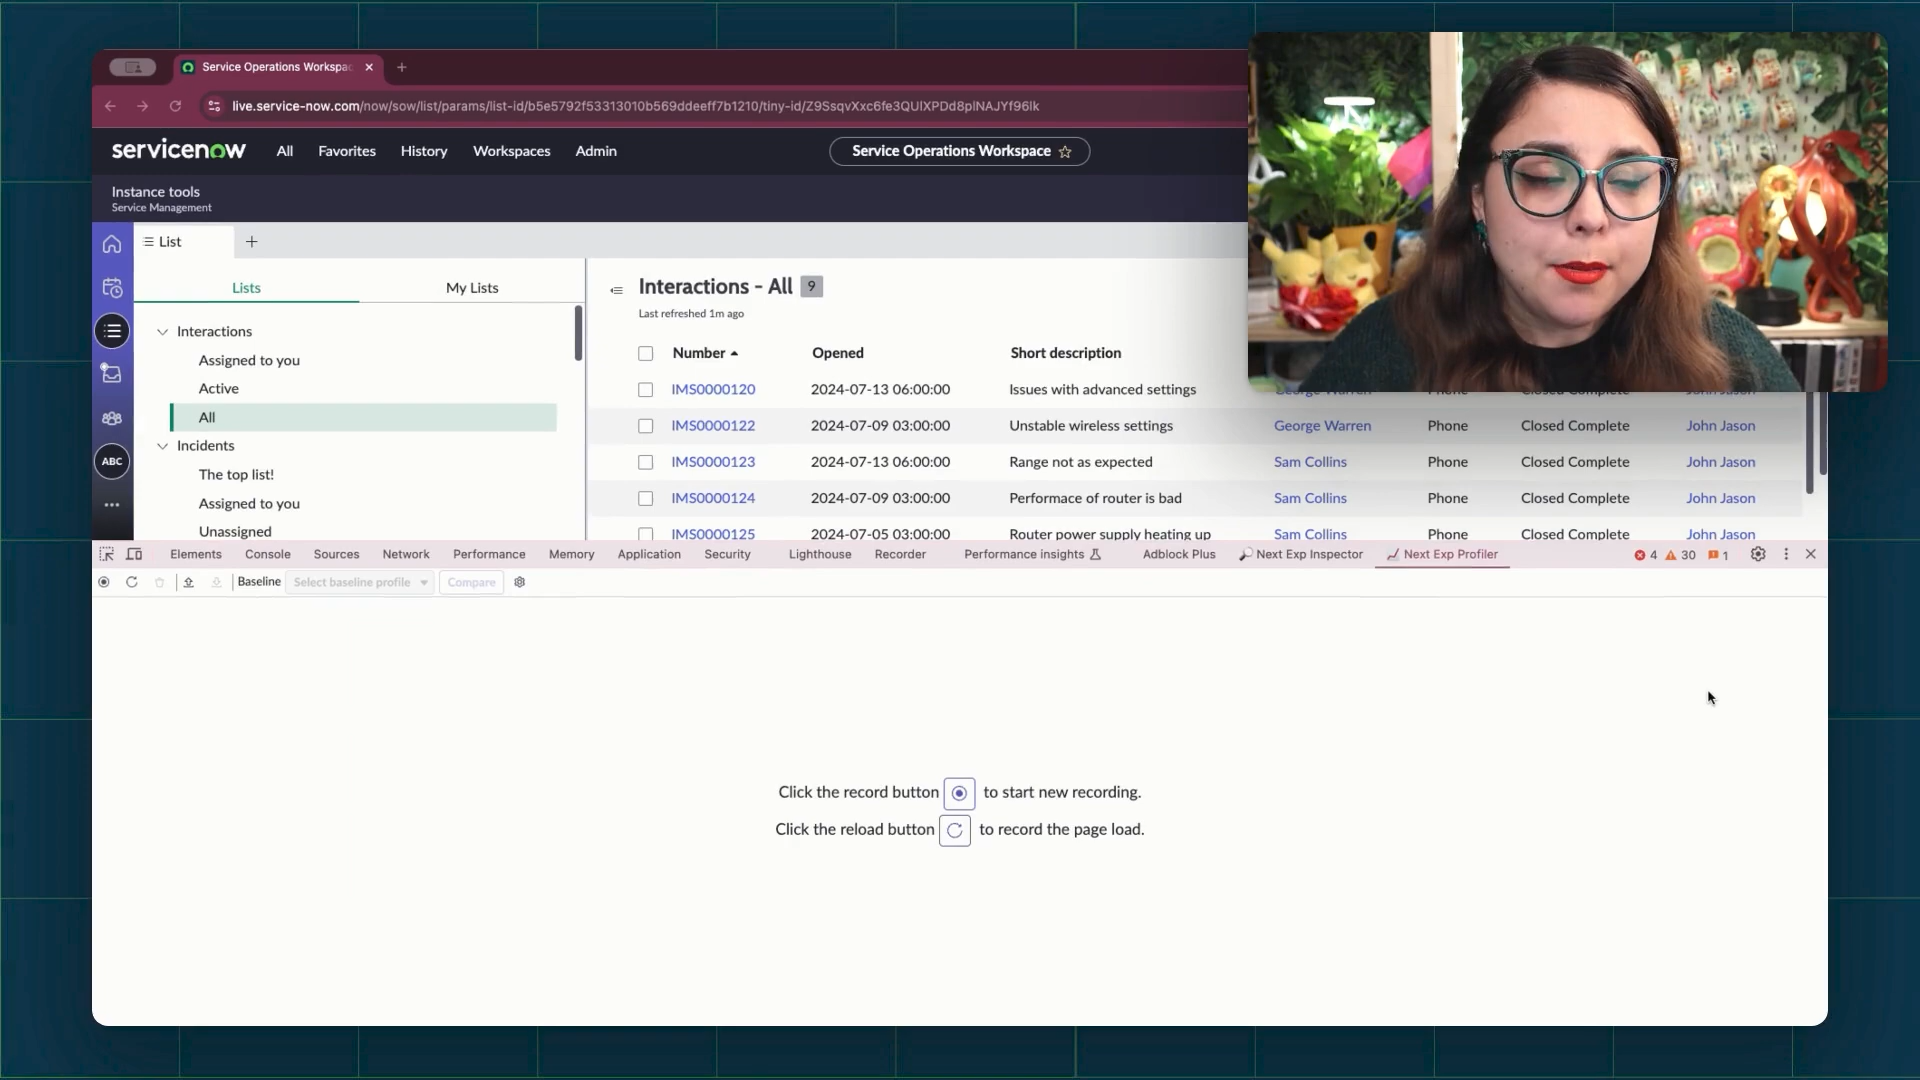 Service Operations Workspac
live.service-now.com/now/sow/list/params/list-id/b5e5792f53313010b569ddeeff7b1210/tiny-id/Z9SsqvXxc6fe3QUlXPDd8plNAJYf96lk
servicenow All Favorites History Workspaces Admin Service Operations Workspace
Instance tools
Service Management
List
Lists My Lists
Interactions - All 9
Last refreshed 1m ago
Interactions
Assigned to you
Active
All
Incidents
The top list!
Assigned to you
Unassigned
ABC
Number Opened Short description
IMS0000120 2024-07-13 06:00:00 Issues with advanced settings George Warren Phone Closed Complete John Jason
IMS0000122 2024-07-09 03:00:00 Unstable wireless settings George Warren Phone Closed Complete John Jason
IMS0000123 2024-07-13 06:00:00 Range not as expected Sam Collins Phone Closed Complete John Jason
IMS0000124 2024-07-09 03:00:00 Performace of router is bad Sam Collins Phone Closed Complete John Jason
IMS0000125 2024-07-05 03:00:00 Router power supply heating up Sam Collins Phone Closed Complete John Jason
Elements Console Sources Network Performance Memory Application Security Lighthouse Recorder Performance insights Adblock Plus Next Exp Inspector Next Exp Profiler 4 30 1
Baseline Select baseline profile Compare
Click the record button to start new recording.
Click the reload button to record the page load.